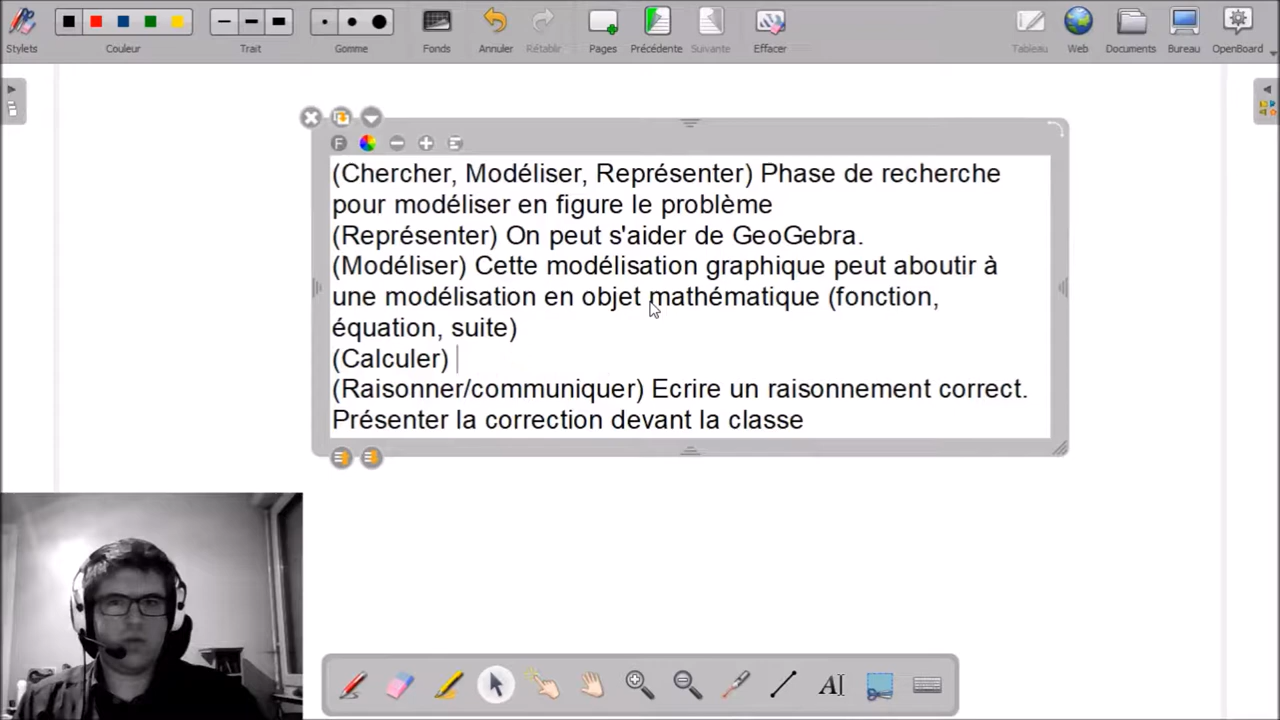 Stylets
Couleur
Trait
Gomme
Fonds
Annuler
Rétablir
Pages
Précédente
Suivante
Effacer
Tableau
Web
Documents
Bureau
OpenBoard
F
(Chercher, Modéliser, Représenter) Phase de recherche
pour modéliser en figure le problème
(Représenter) On peut s'aider de GeoGebra.
(Modéliser) Cette modélisation graphique peut aboutir à
une modélisation en objet mathématique (fonction,
équation, suite)
(Calculer)
(Raisonner/communiquer) Ecrire un raisonnement correct.
Présenter la correction devant la classe
AI